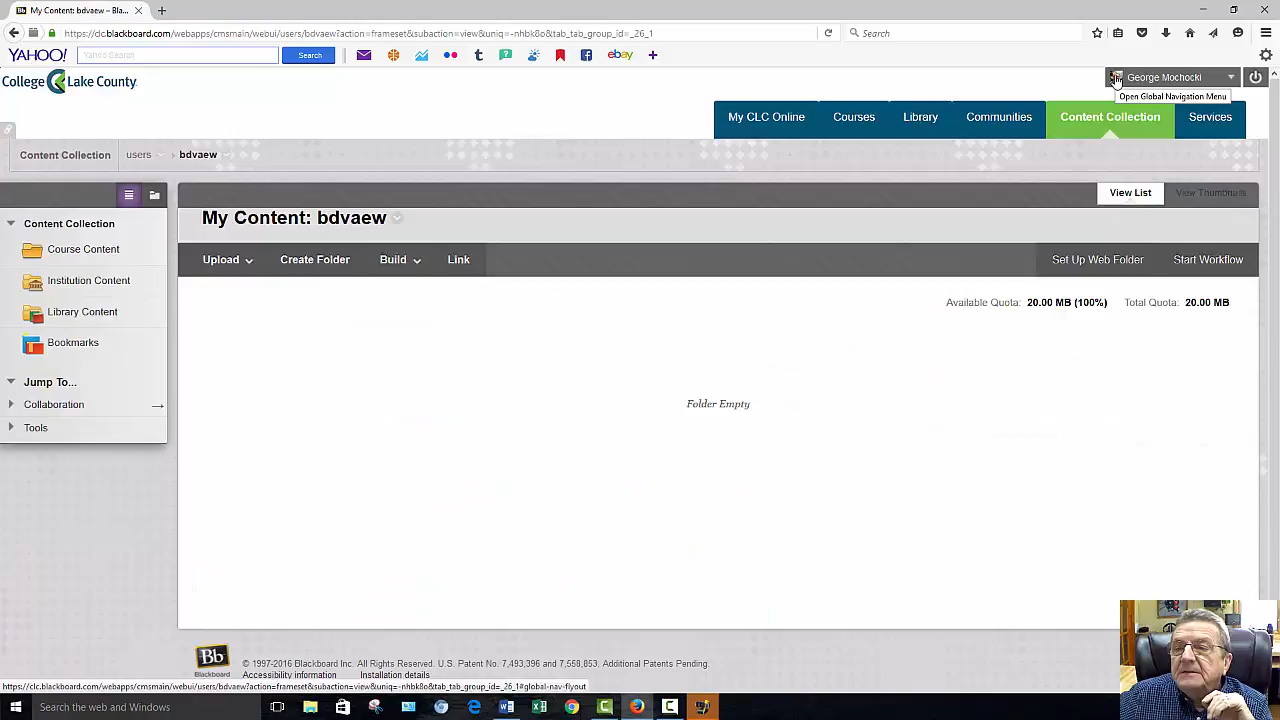 My Content: bdvaew – Bla...
https://clc.blackboard.com/webapps/cmsmain/webui/users/bdvaew?action=frameset&subaction=view&uniq=-nhbk8o&tab_tab_group_id=_26_1
Search
YAHOO!
Yahoo Search
Search
ebay
College of Lake County
George Mochocki
Open Global Navigation Menu
My CLC Online
Courses
Library
Communities
Content Collection
Services
Content Collection
users
bdvaew
View List
View Thumbnails
My Content: bdvaew
Content Collection
Course Content
Institution Content
Library Content
Bookmarks
Jump To...
Collaboration
Tools
Upload
Create Folder
Build
Link
Set Up Web Folder
Start Workflow
Available Quota: 20.00 MB (100%) Total Quota: 20.00 MB
Folder Empty
Bb
Blackboard
© 1997-2016 Blackboard Inc. All Rights Reserved. U.S. Patent No. 7,493,396 and 7,558,853. Additional Patents Pending.
Accessibility information
Installation details
https://clc.blackboard.com/webapps/cmsmain/webui/users/bdvaew?action=frameset&subaction=view&uniq=-nhbk8o&tab_tab_group_id=_26_1#global-nav-flyout
Search the web and Windows